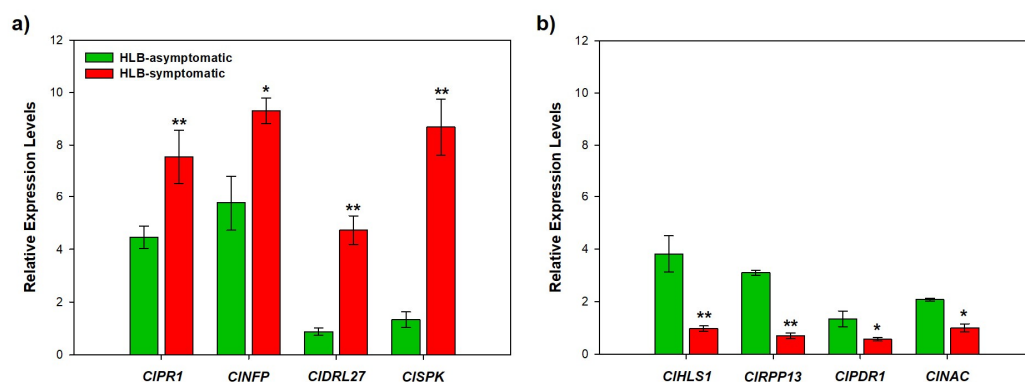 a)
Relative Expression Levels
12
10
8
6
4
2
0
HLB-asymptomatic
HLB-symptomatic
**
*
**
**
ClPR1 ClNFP ClDRL27 ClSPK
b)
Relative Expression Levels
12
10
8
6
4
2
0
**
**
*
*
ClHLS1 ClRPP13 ClPDR1 ClNAC